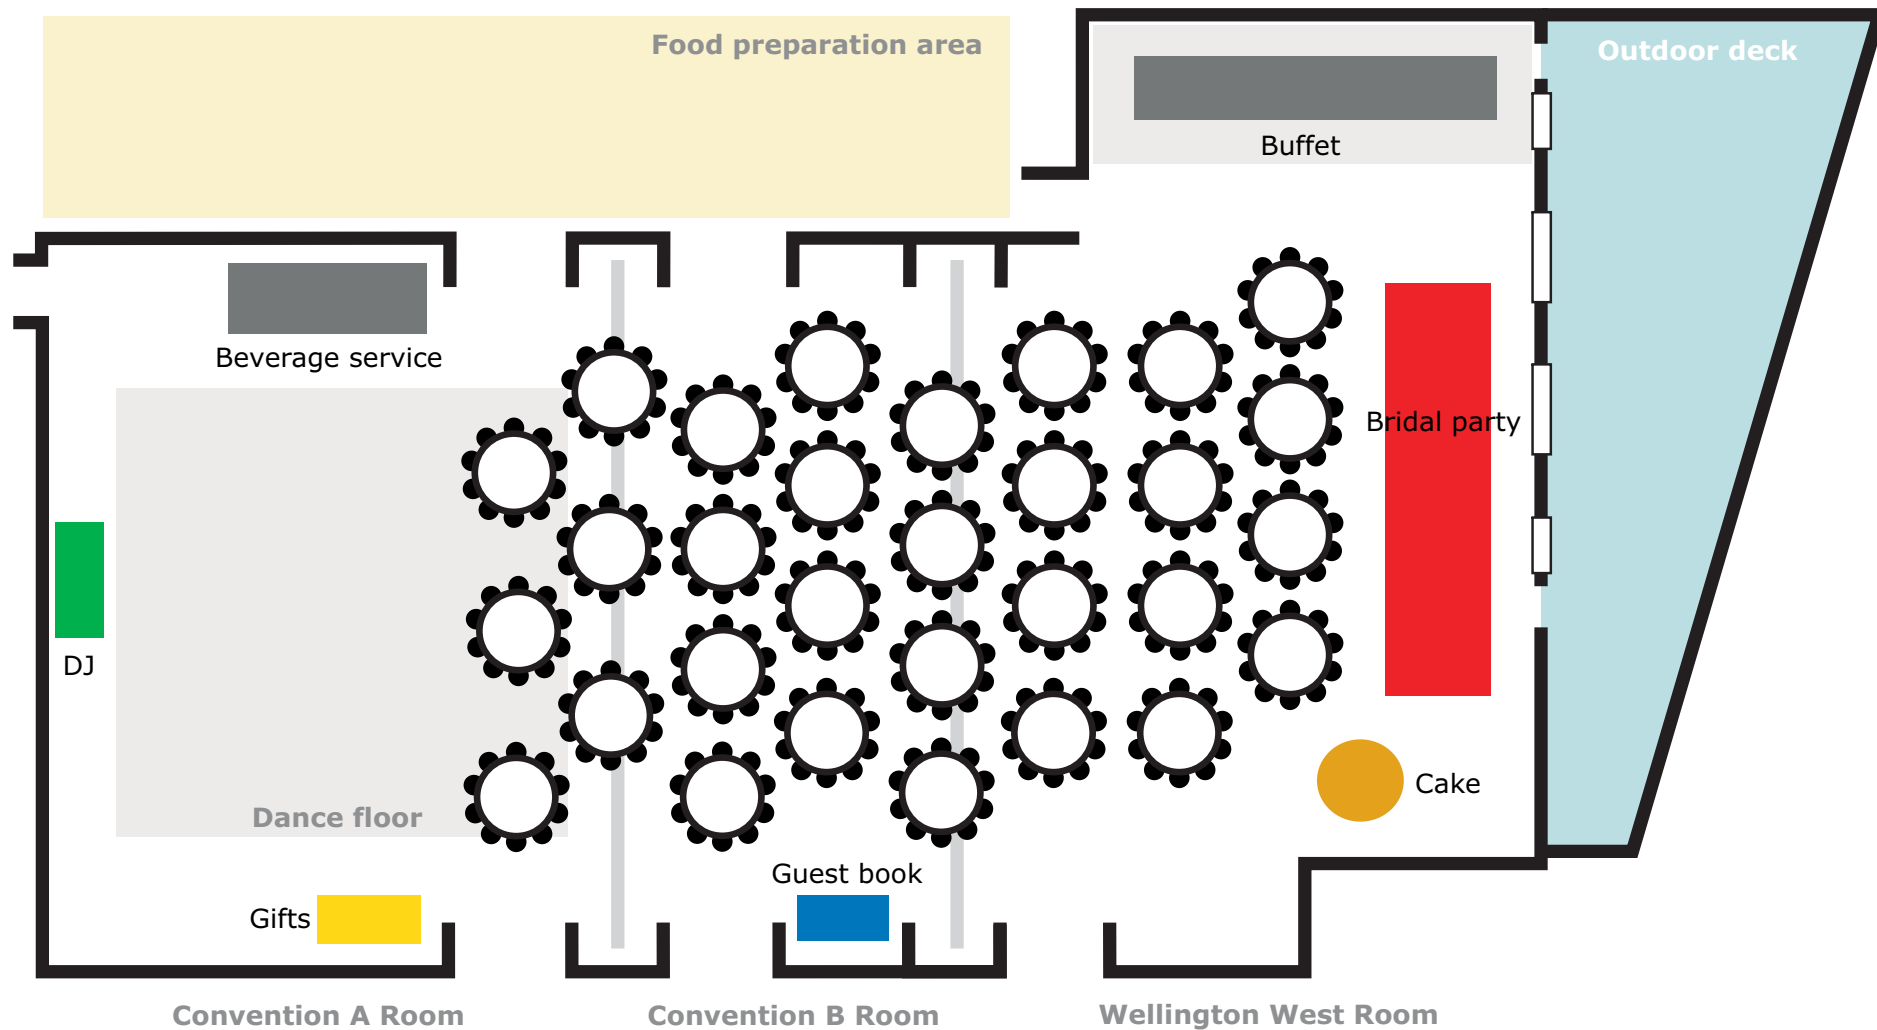 Food preparation area
Outdoor deck
Buffet
Beverage service
Bridal party
DJ
Cake
Dance floor
Guest book
Gifts
Convention A Room
Convention B Room
Wellington West Room